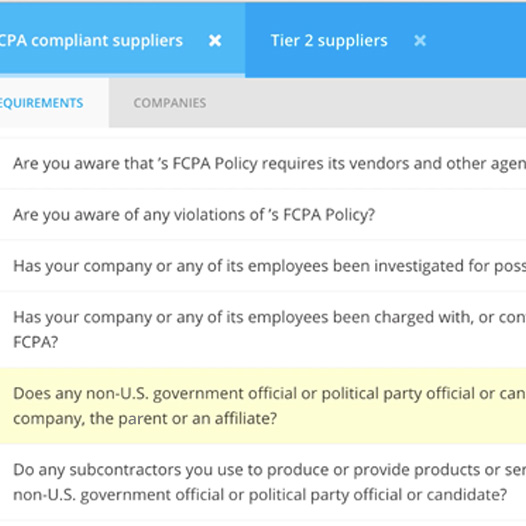 CPA compliant suppliers × Tier 2 suppliers ×
EQUIREMENTS COMPANIES
Are you aware that 's FCPA Policy requires its vendors and other agen
Are you aware of any violations of 's FCPA Policy?
Has your company or any of its employees been investigated for poss
Has your company or any of its employees been charged with, or con
FCPA?
Does any non-U.S. government official or political party official or can
company, the parent or an affiliate?
Do any subcontractors you use to produce or provide products or ser
non-U.S. government official or political party official or candidate?